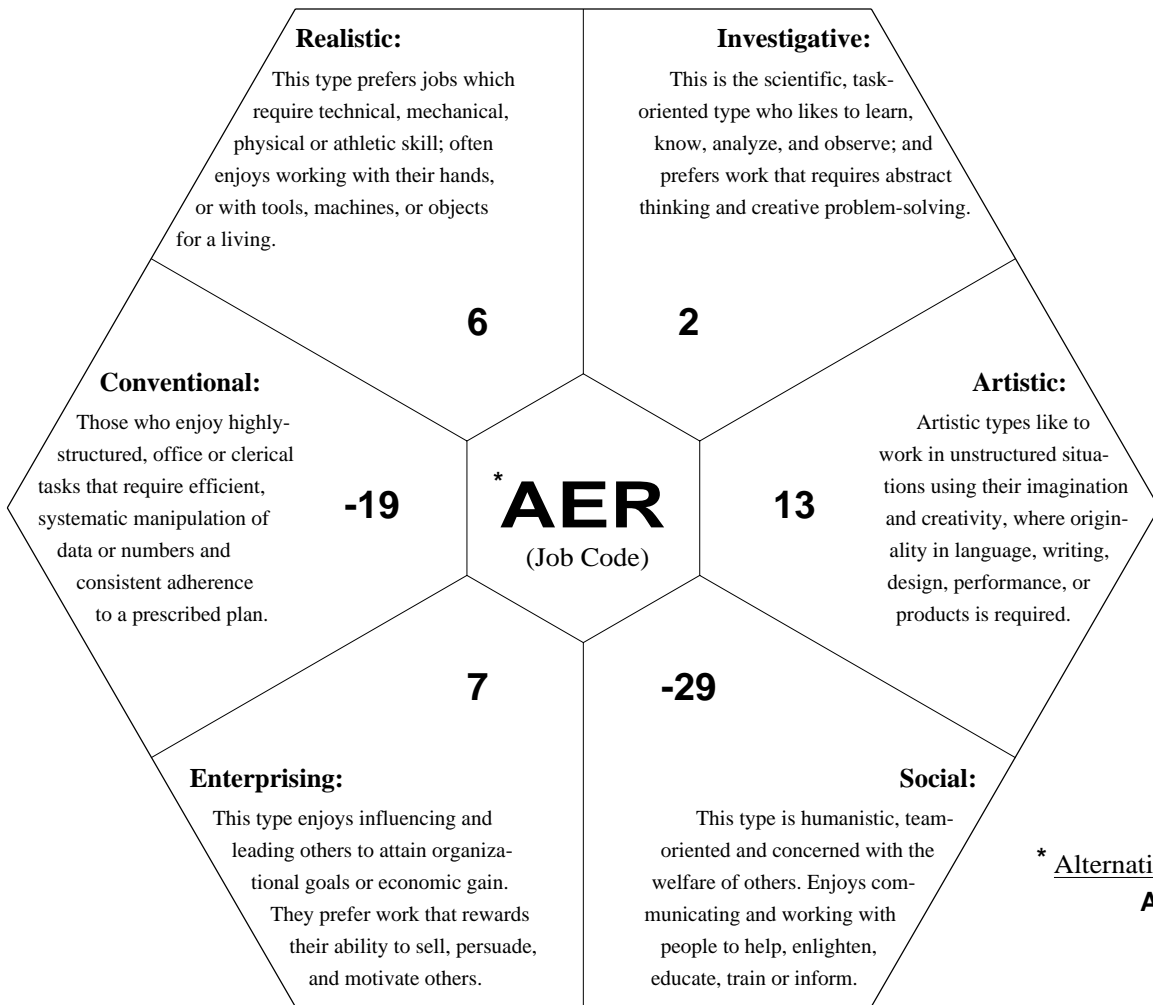 Realistic:
This type prefers jobs which
require technical, mechanical,
physical or athletic skill; often
enjoys working with their hands,
or with tools, machines, or objects
for a living.
6
Investigative:
This is the scientific, task-
oriented type who likes to learn,
know, analyze, and observe; and
prefers work that requires abstract
thinking and creative problem-solving.
2
Conventional:
Those who enjoy highly-
structured, office or clerical
tasks that require efficient,
systematic manipulation of
data or numbers and
consistent adherence
to a prescribed plan.
-19
*AER
(Job Code)
13
Artistic:
Artistic types like to
work in unstructured situa-
tions using their imagination
and creativity, where origin-
ality in language, writing,
design, performance, or
products is required.
7
Enterprising:
This type enjoys influencing and
leading others to attain organiza-
tional goals or economic gain.
They prefer work that rewards
their ability to sell, persuade,
and motivate others.
-29
Social:
This type is humanistic, team-
oriented and concerned with the
welfare of others. Enjoys com-
municating and working with
people to help, enlighten,
educate, train or inform.
* Alternati
A